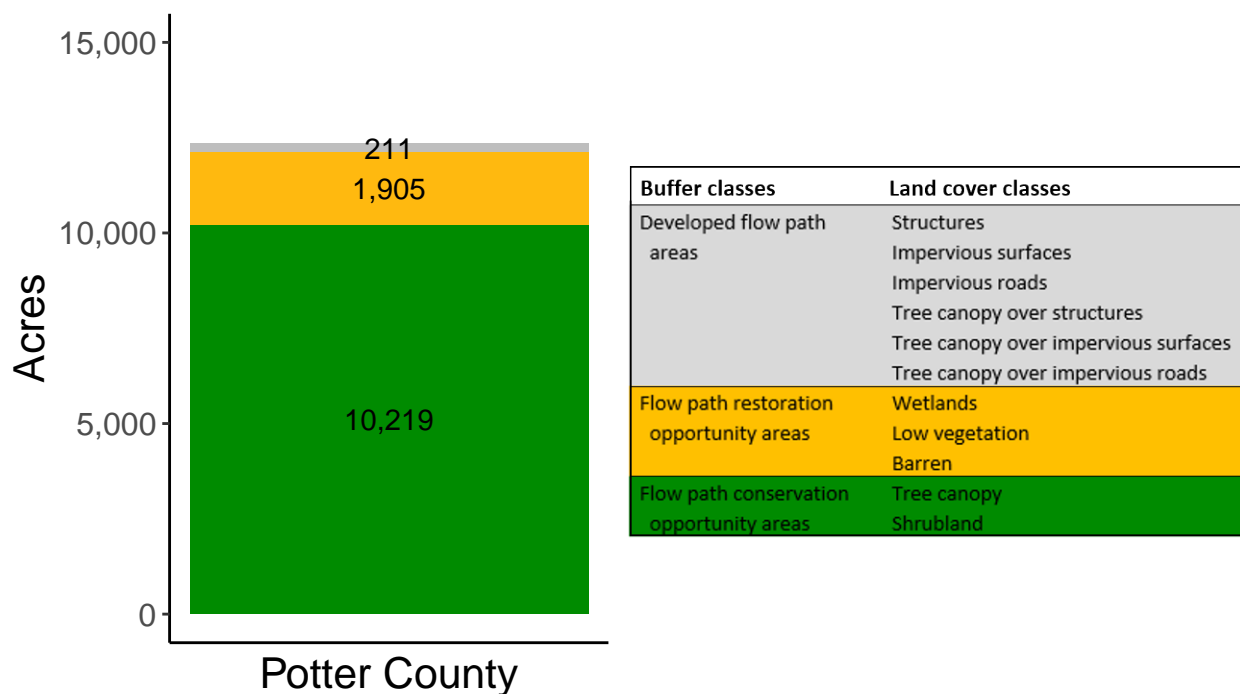 15,000
10,000
5,000
0
Acres
211
1,905
10,219
Potter County
Buffer classes Land cover classes
Developed flow path Structures
areas Impervious surfaces
Impervious roads
Tree canopy over structures
Tree canopy over impervious surfaces
Tree canopy over impervious roads
Flow path restoration Wetlands
opportunity areas Low vegetation
Barren
Flow path conservation Tree canopy
opportunity areas Shrubland